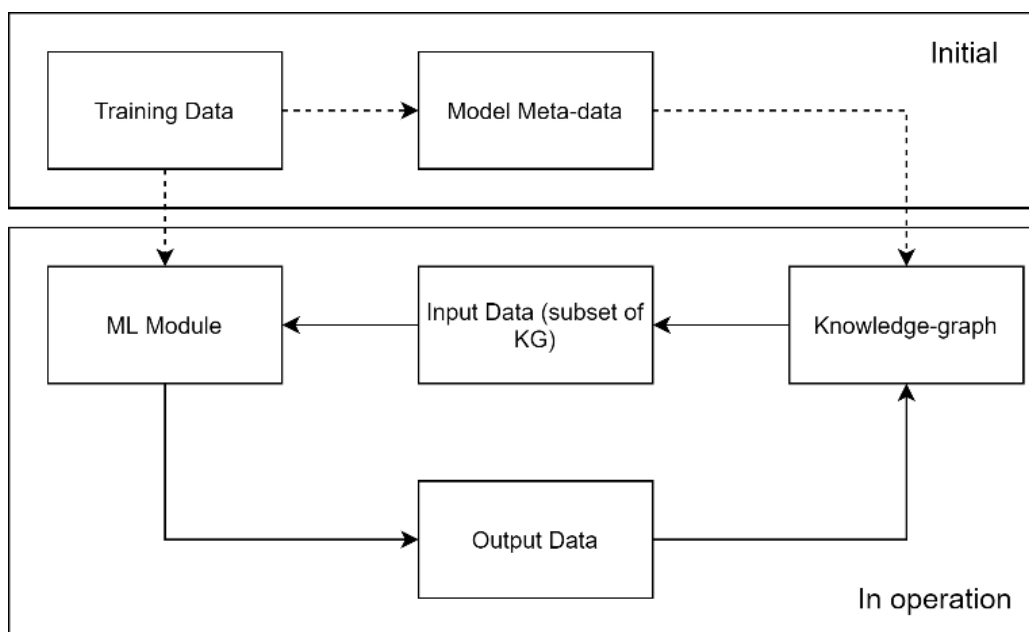 Initial
Training Data
Model Meta-data
ML Module
Input Data (subset of
KG)
Knowledge-graph
Output Data
In operation